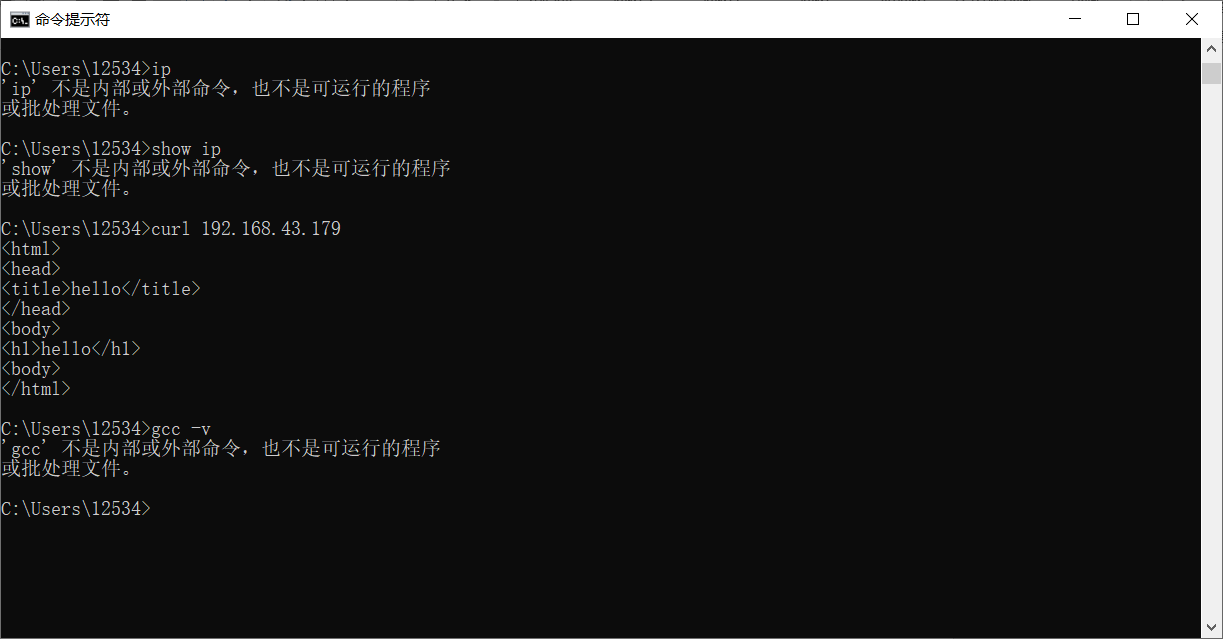 命令提示符
C:\Users\12534>ip
'ip' 不是内部或外部命令，也不是可运行的程序
或批处理文件。
C:\Users\12534>show ip
'show' 不是内部或外部命令，也不是可运行的程序
或批处理文件。
C:\Users\12534>curl 192.168.43.179
<html>
<head>
<title>hello</title>
</head>
<body>
<h1>hello</h1>
<body>
</html>
C:\Users\12534>gcc -v
'gcc' 不是内部或外部命令，也不是可运行的程序
或批处理文件。
C:\Users\12534>